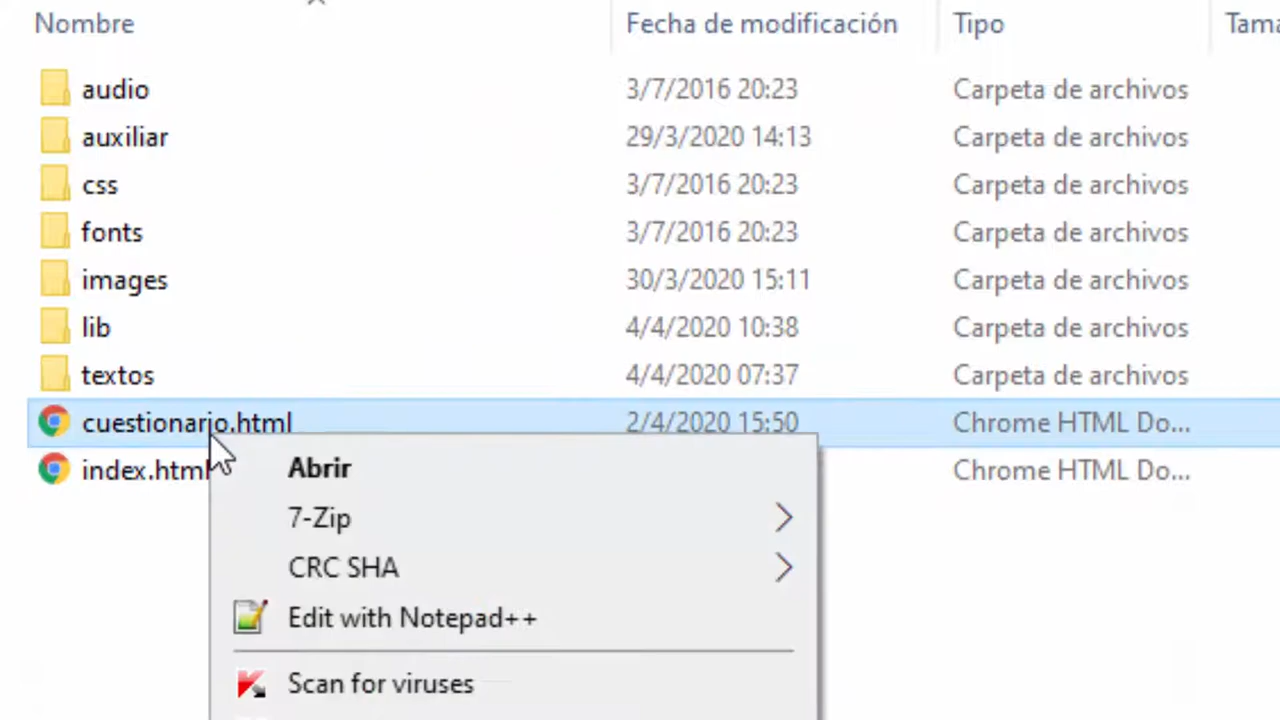 Nombre Fecha de modificación Tipo
audio 3/7/2016 20:23 Carpeta de archivos
auxiliar 29/3/2020 14:13 Carpeta de archivos
css 3/7/2016 20:23 Carpeta de archivos
fonts 3/7/2016 20:23 Carpeta de archivos
images 30/3/2020 15:11 Carpeta de archivos
lib 4/4/2020 10:38 Carpeta de archivos
textos 4/4/2020 07:37 Carpeta de archivos
cuestionario.html 2/4/2020 15:50 Chrome HTML Do...
index.html Chrome HTML Do...
Abrir
7-Zip
CRC SHA
Edit with Notepad++
Scan for viruses